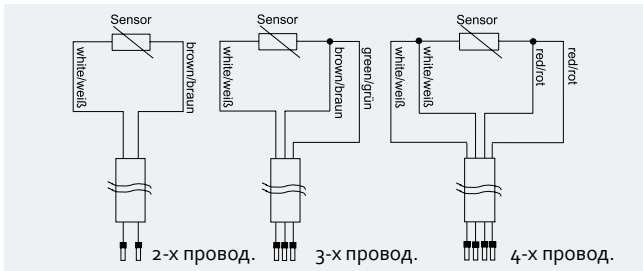 Sensor
white/weiß
brown/braun
2-х провод.
Sensor
white/weiß
brown/braun
green/grün
3-х провод.
Sensor
white/weiß
white/weiß
red/rot
red/rot
4-х провод.